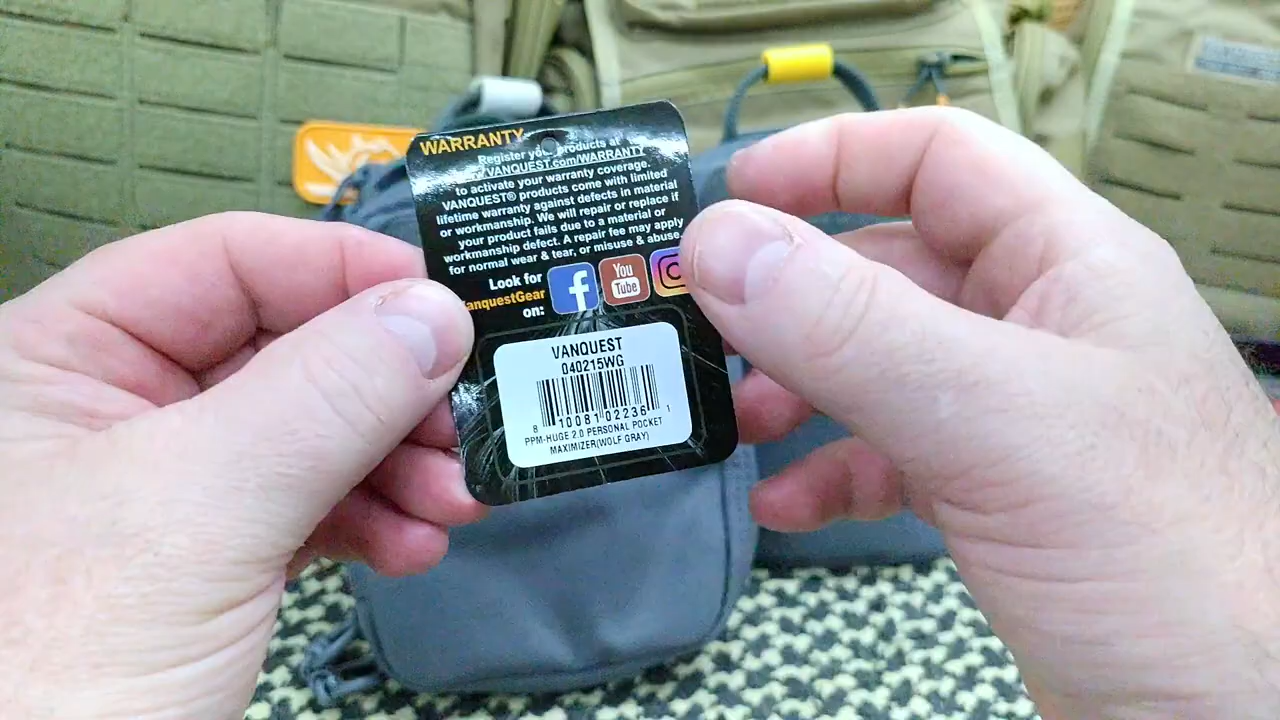 WARRANTY
Register your products at
VANQUEST.com/WARRANTY
to activate your warranty coverage.
VANQUEST® products come with limited
lifetime warranty against defects in material
or workmanship. We will repair or replace if
your product fails due to a material or
workmanship defect. A repair fee may apply
for normal wear & tear, or misuse & abuse.
Look for
anquestGear
on:
f
You
Tube
VANQUEST
040215WG
8 10081 02236 1
PPM-HUGE 2.0 PERSONAL POCKET
MAXIMIZER(WOLF GRAY)